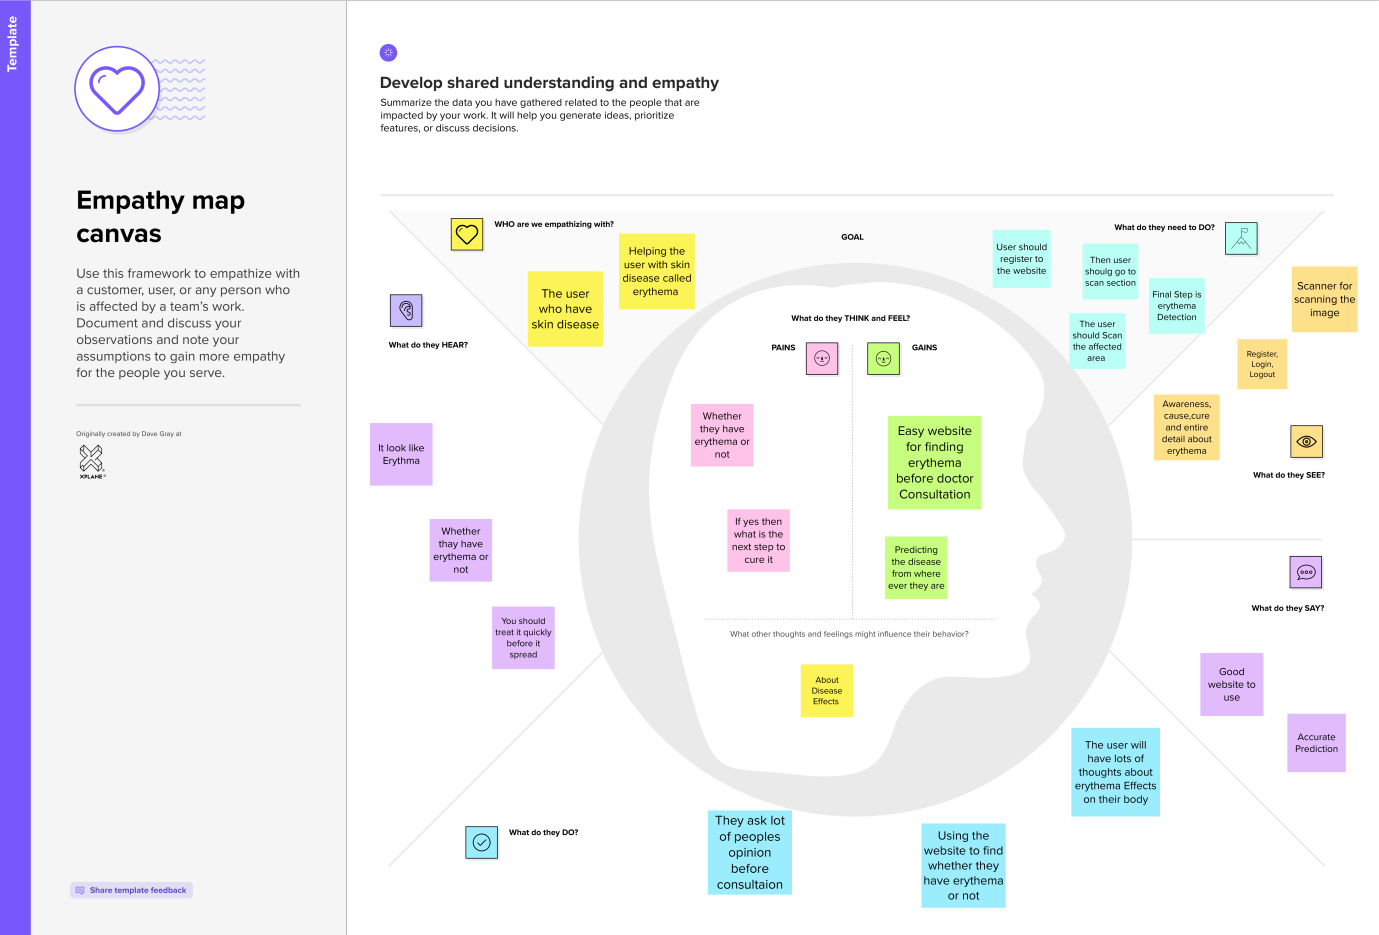 Template
Empathy map
canvas
Use this framework to empathize with
a customer, user, or any person who
is affected by a team's work.
Document and discuss your
observations and note your
assumptions to gain more empathy
for the people you serve.
Originally created by Dave Gray at
XPLANE
Share template feedback
Develop shared understanding and empathy
Summarize the data you have gathered related to the people that are
impacted by your work. It will help you generate ideas, prioritize
features, or discuss decisions.
WHO are we empathizing with?
The user
who have
skin disease
Helping the
user with skin
disease called
erythema
GOAL
What do they need to DO?
User should
register to
the website
Then user
shoulg go to
scan section
Final Step is
erythema
Detection
The user
should Scan
the affected
area
Scanner for
scanning the
image
Register,
Login,
Logout
Awareness,
cause,cure
and entire
detail about
erythema
What do they SEE?
What do they HEAR?
It look like
Erythma
Whether
thay have
erythema or
not
You should
treat it quickly
before it
spread
What do they THINK and FEEL?
PAINS
GAINS
Whether
they have
erythema or
not
If yes then
what is the
next step to
cure it
Easy website
for finding
erythema
before doctor
Consultation
Predicting
the disease
from where
ever they are
What other thoughts and feelings might influence their behavior?
About
Disease
Effects
What do they SAY?
Good
website to
use
Accurate
Prediction
What do they DO?
They ask lot
of peoples
opinion
before
consultaion
Using the
website to find
whether they
have erythema
or not
The user will
have lots of
thoughts about
erythema Effects
on their body